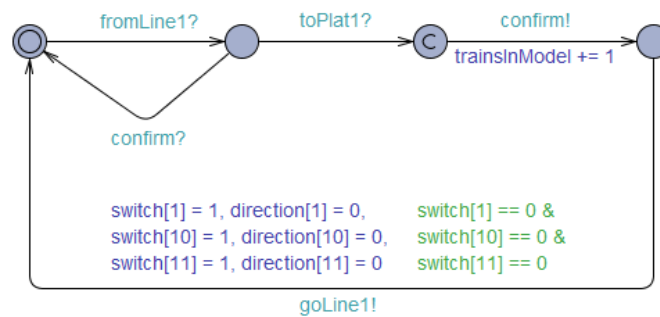 fromLine1? toPlat1? confirm!
C
trainsInModel += 1
confirm?
switch[1] = 1, direction[1] = 0, switch[1] == 0 &
switch[10] = 1, direction[10] = 0, switch[10] == 0 &
switch[11] = 1, direction[11] = 0 switch[11] == 0
goLine1!